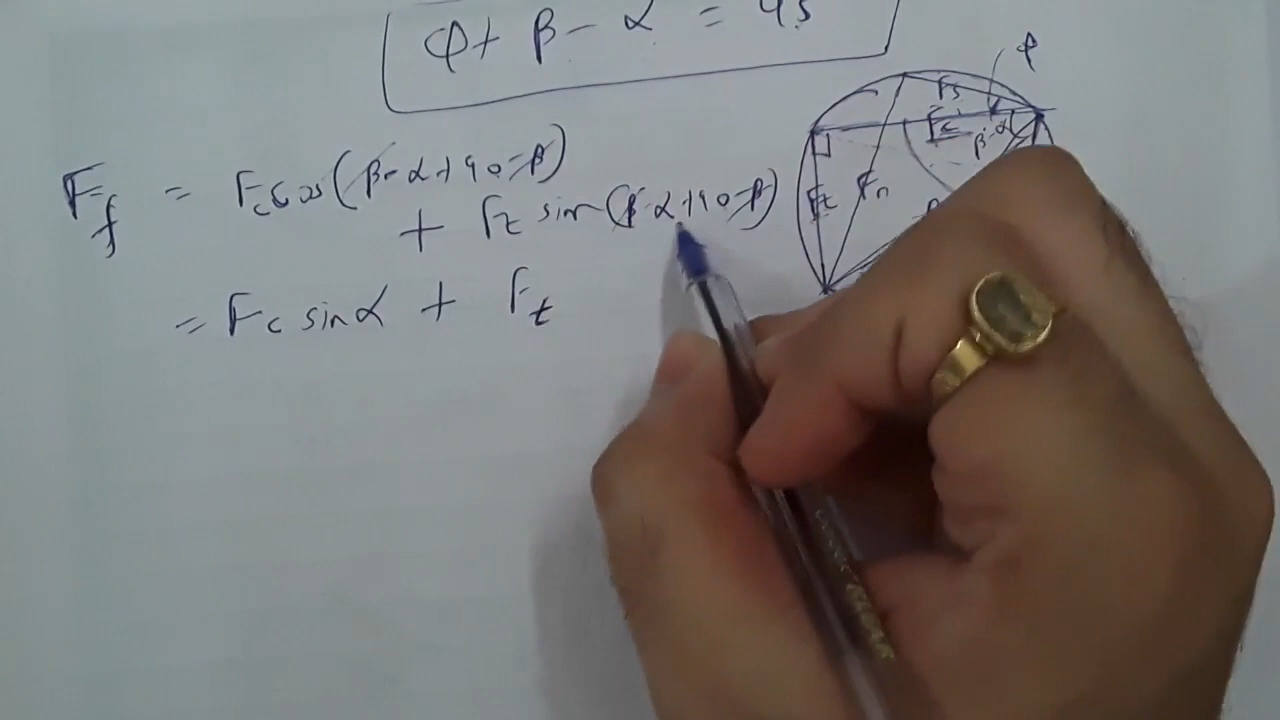 φ + β - α = 45
F_f = F_c cos(β-α+90-β)
+ F_t sin(β-α+90-β)
= F_c sin α + F_t
φ
F_s
F_c
β-α
F_t
F_n